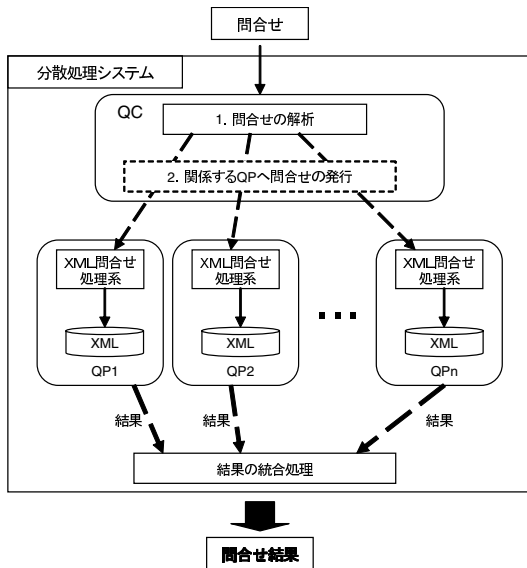 問合せ
分散処理システム
QC
1. 問合せの解析
2. 関係するQPへ問合せの発行
XML問合せ
処理系
XML
QP1
XML問合せ
処理系
XML
QP2
...
XML問合せ
処理系
XML
QPn
結果
結果
結果
結果の統合処理
問合せ結果